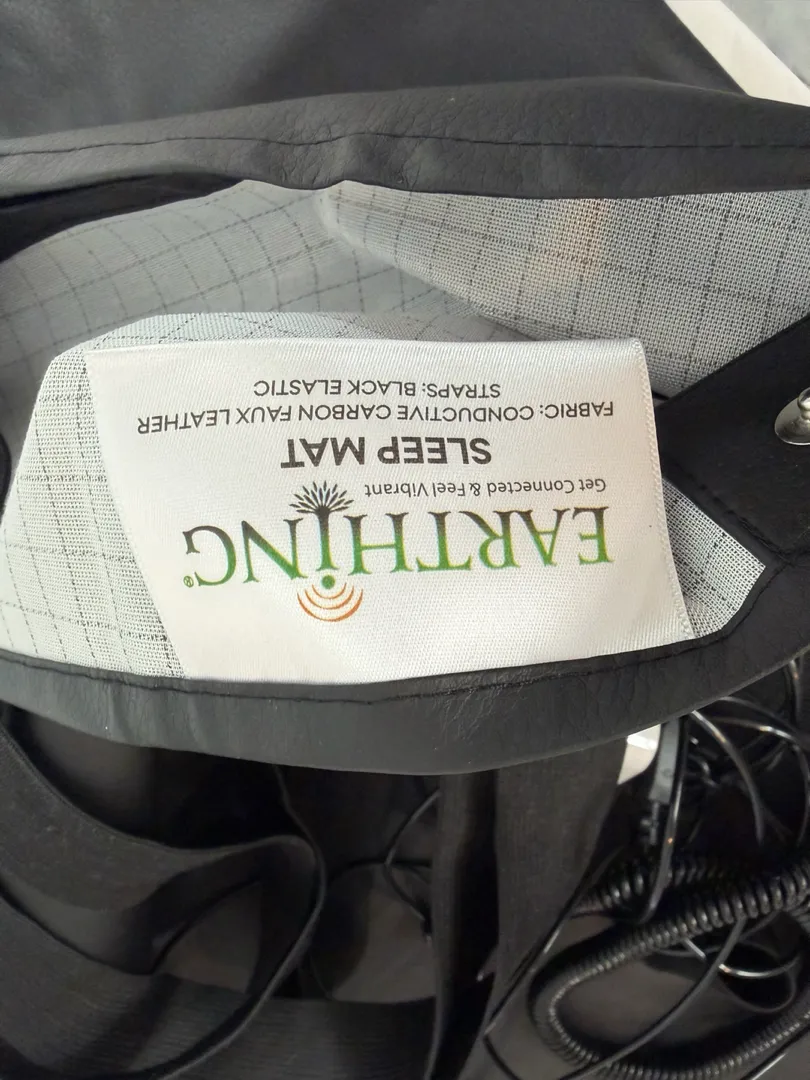 EARTHING®
Get Connected & Feel Vibrant
SLEEP MAT
FABRIC: CONDUCTIVE CARBON FAUX LEATHER
STRAPS: BLACK ELASTIC